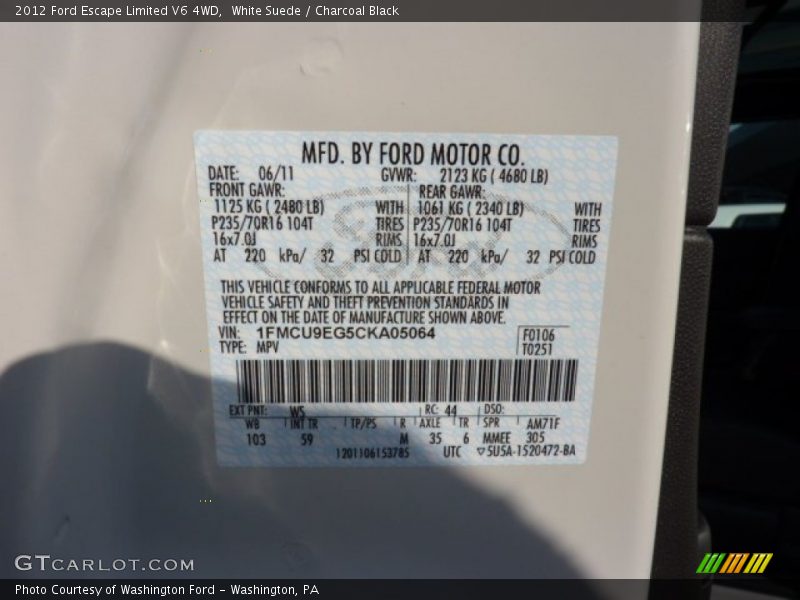 2012 Ford Escape Limited V6 4WD,  White Suede / Charcoal Black
MFD. BY FORD MOTOR CO.
DATE: 06/11 GVWR: 2123 KG ( 4680 LB)
FRONT GAWR: REAR GAWR:
1125 KG ( 2480 LB) WITH 1061 KG ( 2340 LB) WITH
P235/70R16 104T TIRES P235/70R16 104T TIRES
16x7.0J RIMS 16x7.0J RIMS
AT 220 kPa/ 32 PSI COLD AT 220 kPa/ 32 PSI COLD
THIS VEHICLE CONFORMS TO ALL APPLICABLE FEDERAL MOTOR
VEHICLE SAFETY AND THEFT PREVENTION STANDARDS IN
EFFECT ON THE DATE OF MANUFACTURE SHOWN ABOVE.
VIN: 1FMCU9EG5CKA05064 F0106
TYPE: MPV T0251
EXT PNT: WS RC: 44 DSO:
WB INT TR TP/PS R AXLE TR SPR AM71F
103 59 M 35 6 MMEE 305
1201106153785 UTC ▽5U5A-1520472-BA
GTCARLOT.COM
Photo Courtesy of Washington Ford - Washington, PA